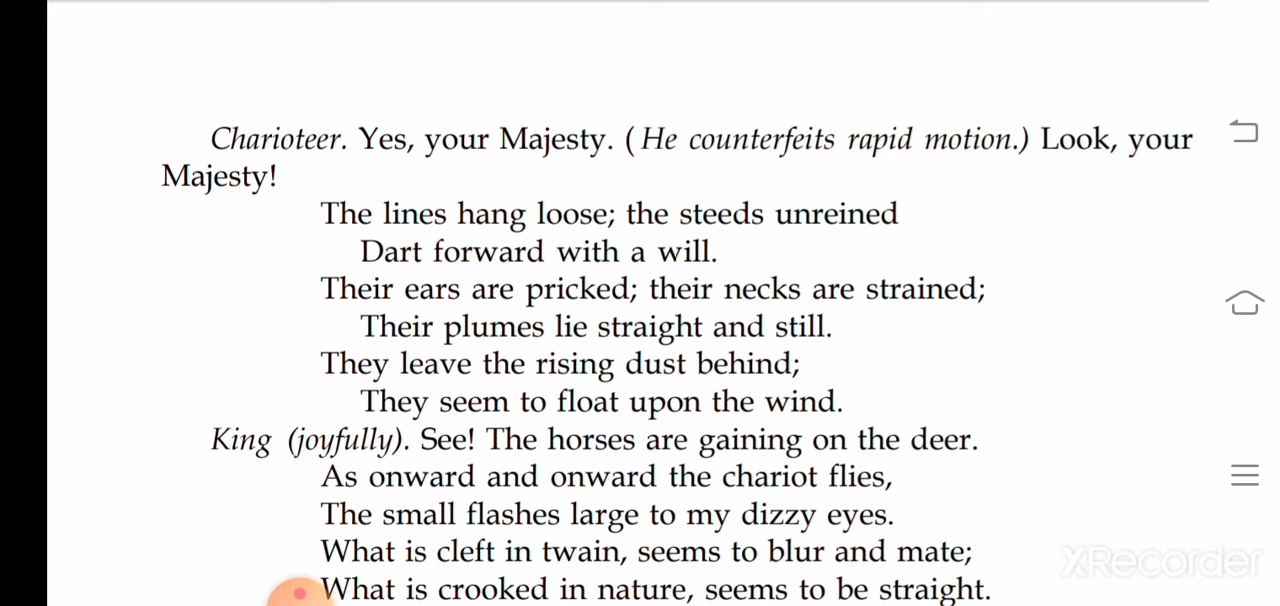 Charioteer. Yes, your Majesty. ( He counterfeits rapid motion.) Look, your
Majesty!
The lines hang loose; the steeds unreined
Dart forward with a will.
Their ears are pricked; their necks are strained;
Their plumes lie straight and still.
They leave the rising dust behind;
They seem to float upon the wind.
King (joyfully). See! The horses are gaining on the deer.
As onward and onward the chariot flies,
The small flashes large to my dizzy eyes.
What is cleft in twain, seems to blur and mate;
What is crooked in nature, seems to be straight.
XRecorder